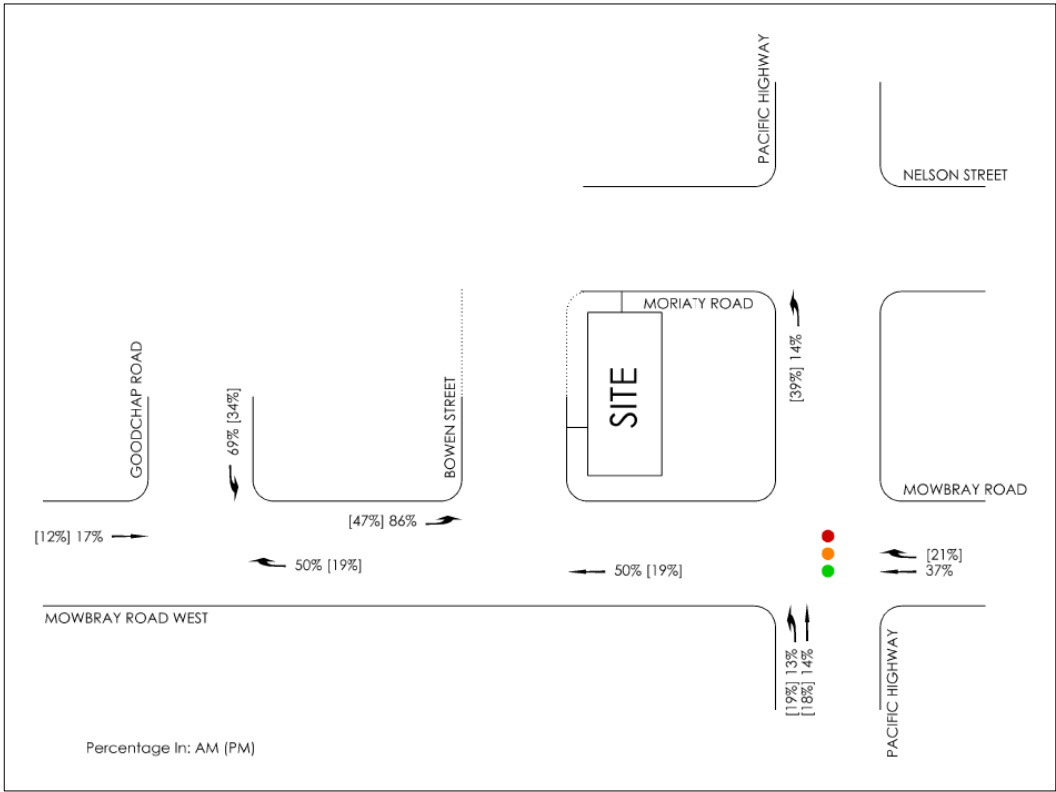 PACIFIC HIGHWAY
NELSON STREET
MORIATY ROAD
[39%] 14%
SITE
GOODCHAP ROAD
69% [34%]
BOWEN STREET
MOWBRAY ROAD
[12%] 17%
[47%] 86%
50% [19%]
50% [19%]
[21%]
37%
MOWBRAY ROAD WEST
[19%] 13%
[18%] 14%
PACIFIC HIGHWAY
Percentage In: AM (PM)